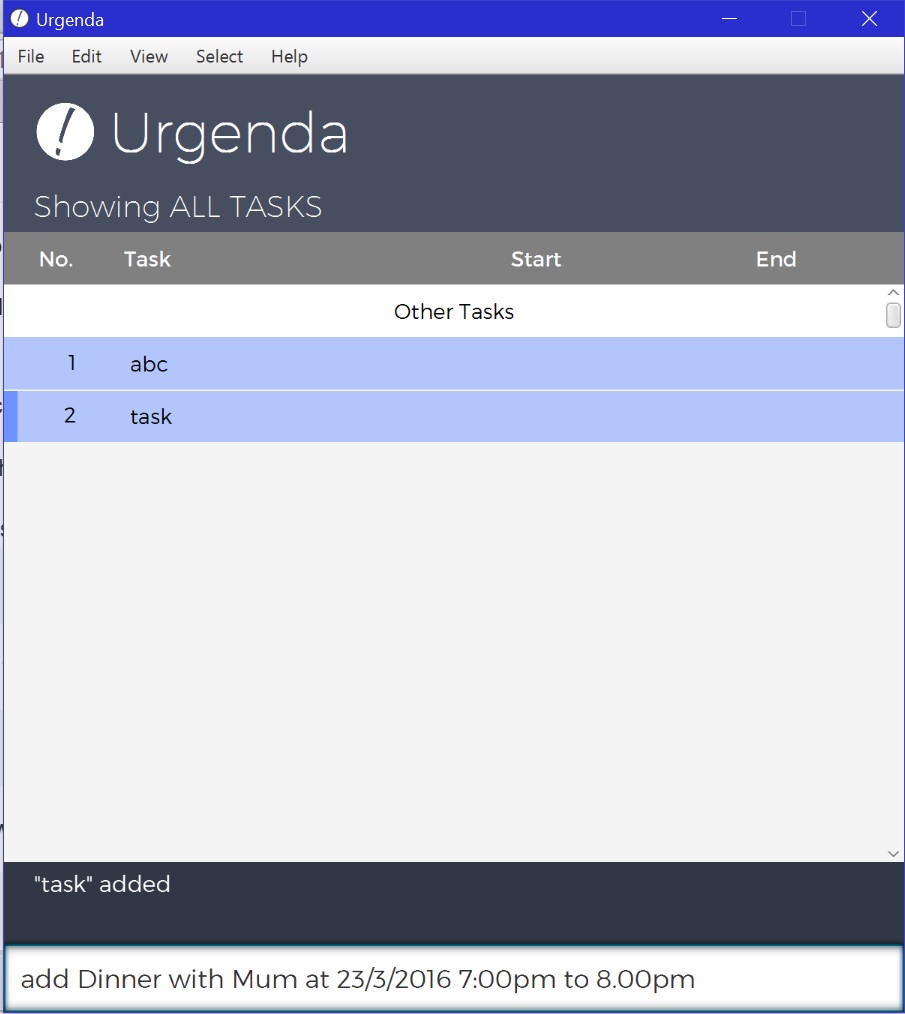 Urgenda
File Edit View Select Help
Urgenda
Showing ALL TASKS
No. Task Start End
Other Tasks
1 abc
2 task
"task" added
add Dinner with Mum at 23/3/2016 7:00pm to 8.00pm